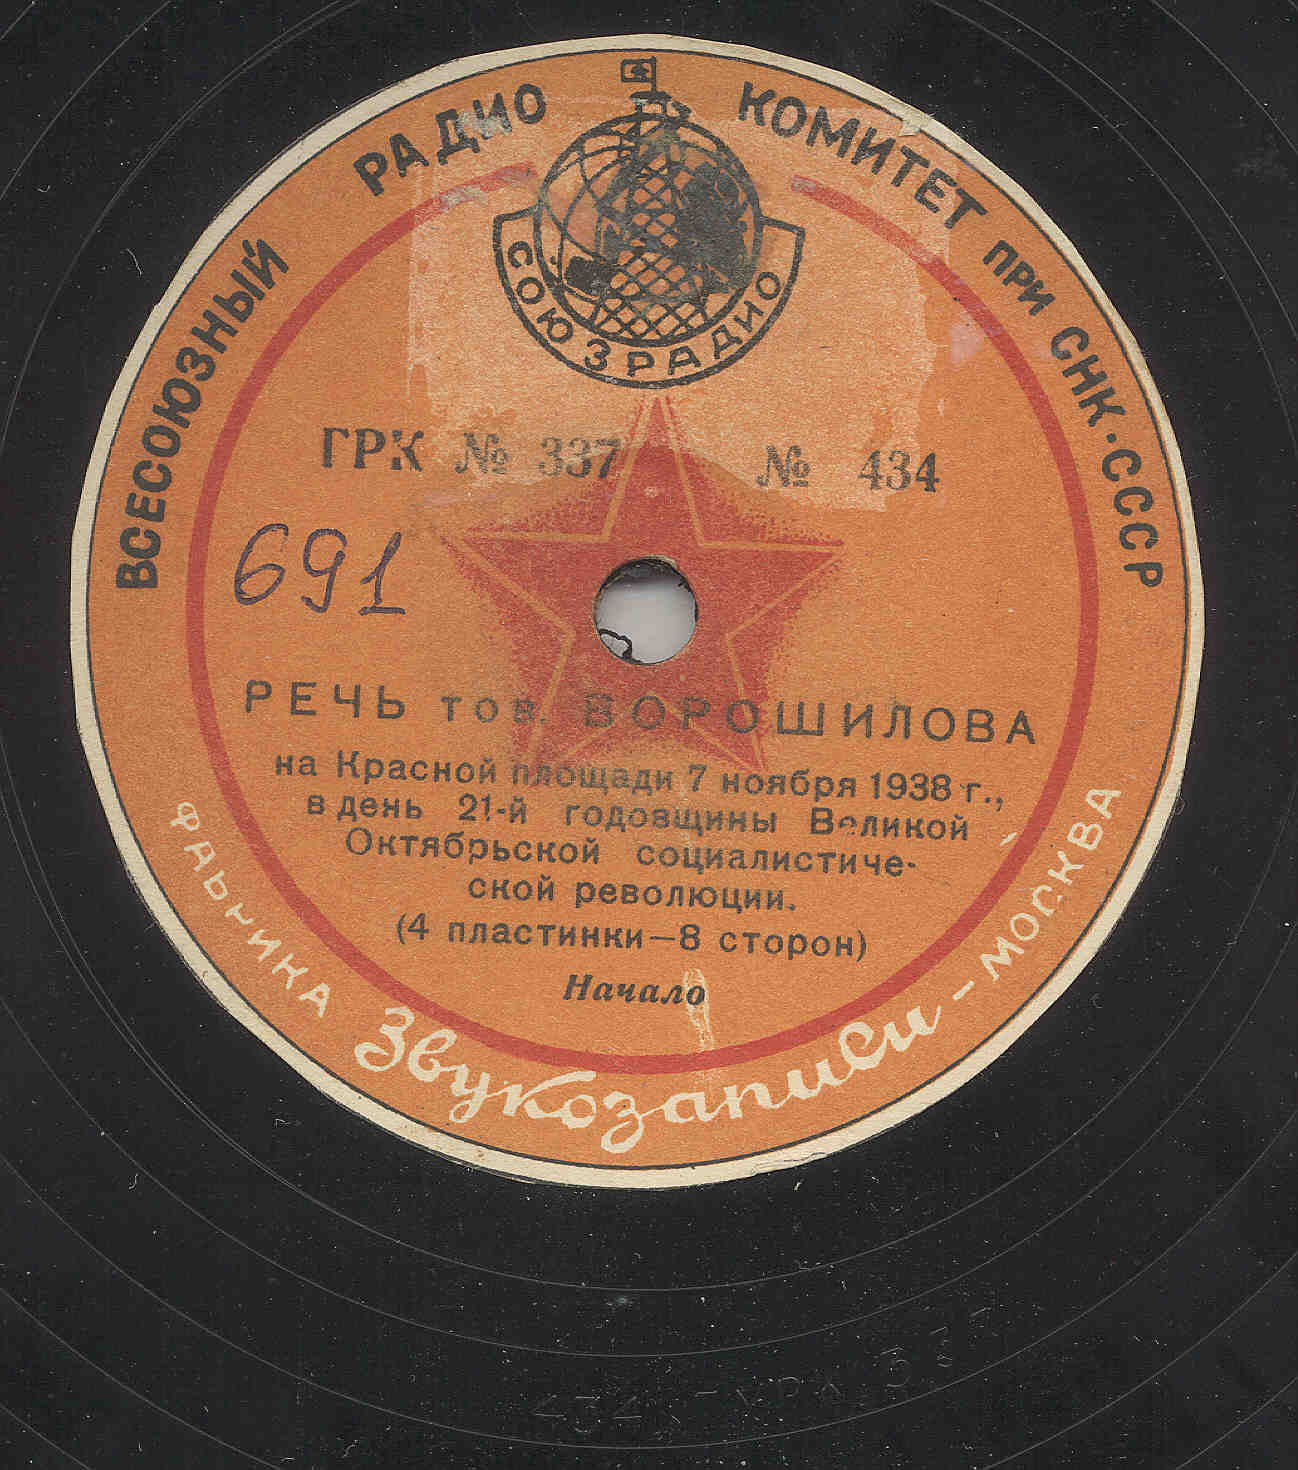 ВСЕСОЮЗНЫЙ РАДИО КОМИТЕТ ПРИ СНК·СССР
СОЮЗРАДИО
ГРК № 337 № 434
691
РЕЧЬ тов. ВОРОШИЛОВА
на Красной площади 7 ноября 1938 г.,
в день 21-й годовщины Великой
Октябрьской социалистиче-
ской революции.
(4 пластинки—8 сторон)
Начало
ФАБРИКА Звукозаписи – МОСКВА
434